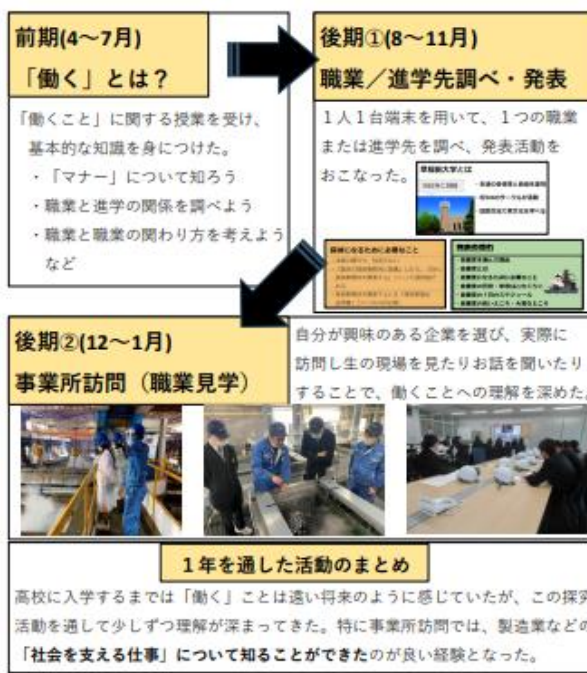 前期(4～7月)
「働く」とは？
「働くこと」に関する授業を受け、
基本的な知識を身につけた。
・「マナー」について知ろう
・職業と進学の関係を調べよう
・職業と職業の関わり方を考えよう
など
後期①(8～11月)
職業／進学先調べ・発表
１人１台端末を用いて、１つの職業
または進学先を調べ、発表活動を
おこなった。
早稲田大学とは
後期②(12～1月)
事業所訪問（職業見学）
自分が興味のある企業を選び、実際に
訪問し生の現場を見たりお話を聞いたり
することで、働くことへの理解を深めた。
１年を通した活動のまとめ
高校に入学するまでは「働く」ことは遠い将来のように感じていたが、この探究
活動を通して少しずつ理解が深まってきた。特に事業所訪問では、製造業などの
「社会を支える仕事」について知ることができたのが良い経験となった。